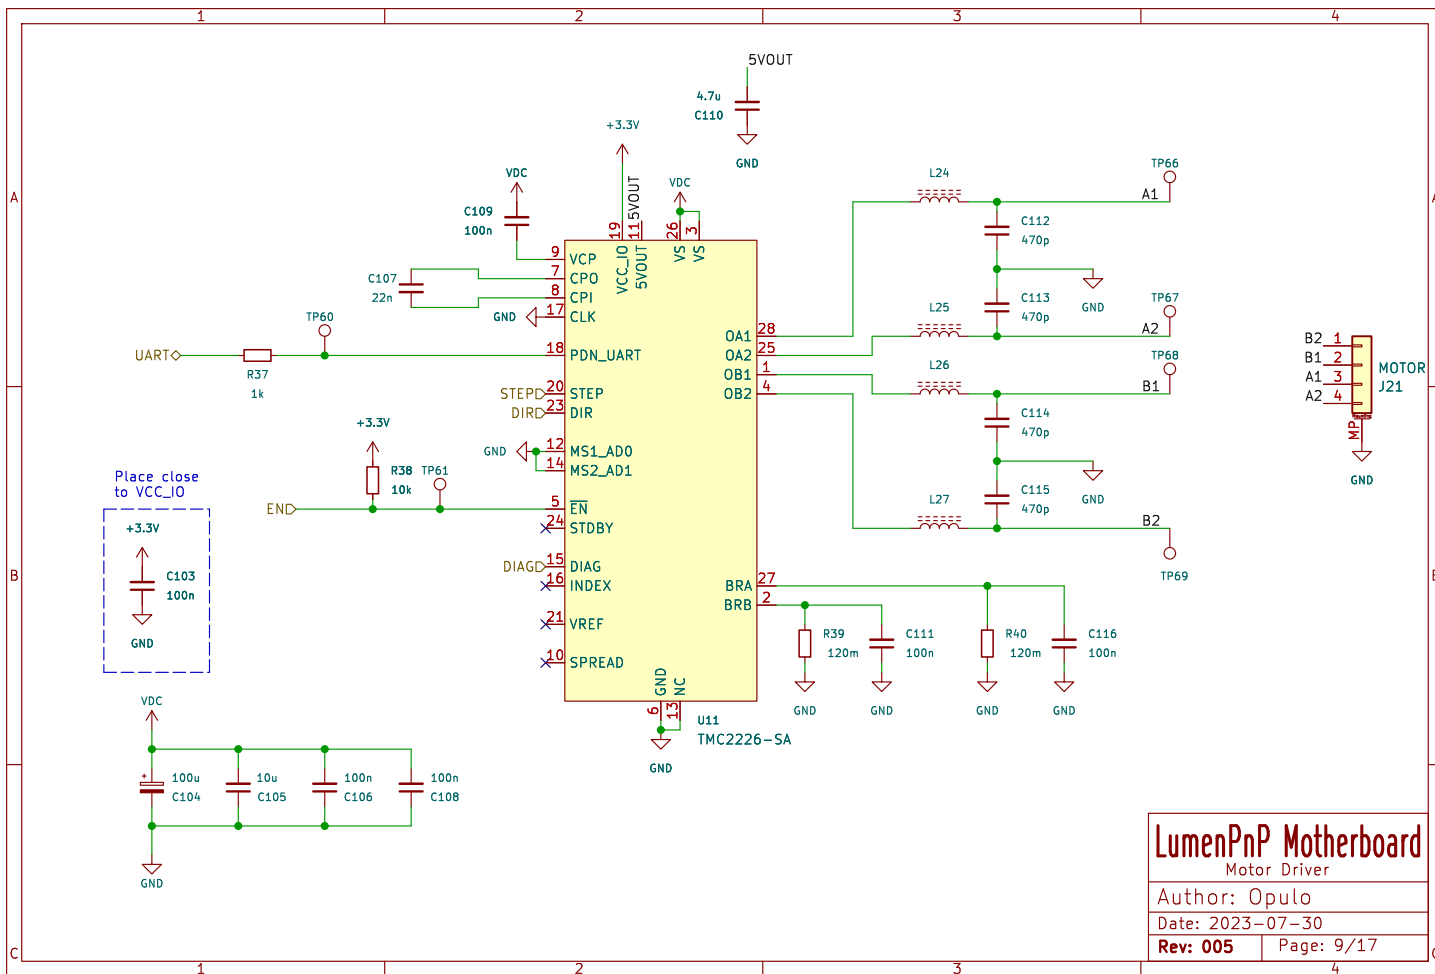 1
2
3
4
A
B
C
5VOUT
4.7u
C110
GND
+3.3V
VDC
C109
100n
5VOUT
VDC
19
11
26
3
VCC_IO
5VOUT
VS
VS
9 VCP
7 CPO
8 CPI
17 CLK
18 PDN_UART
20 STEP
23 DIR
12 MS1_AD0
14 MS2_AD1
5 EN
24 STDBY
15 DIAG
16 INDEX
21 VREF
10 SPREAD
OA1 28
OA2 25
OB1 1
OB2 4
BRA 27
BRB 2
GND
NC
6
13
U11
TMC2226-SA
GND
C107
22n
GND
TP60
UART
R37
1k
STEP
DIR
GND
+3.3V
R38
10k
TP61
EN
DIAG
Place close
to VCC_IO
+3.3V
C103
100n
GND
VDC
100u
C104
10u
C105
100n
C106
100n
C108
GND
L24
TP66
A1
C112
470p
GND
C113
470p
L25
TP67
A2
L26
TP68
B1
C114
470p
GND
C115
470p
L27
B2
TP69
R39
120m
C111
100n
R40
120m
C116
100n
GND
GND
GND
GND
B2 1
B1 2
A1 3
A2 4
MOTOR
J21
MP
GND
LumenPnP Motherboard
Motor Driver
Author: Opulo
Date: 2023-07-30
Rev: 005
Page: 9/17
1
2
3
4